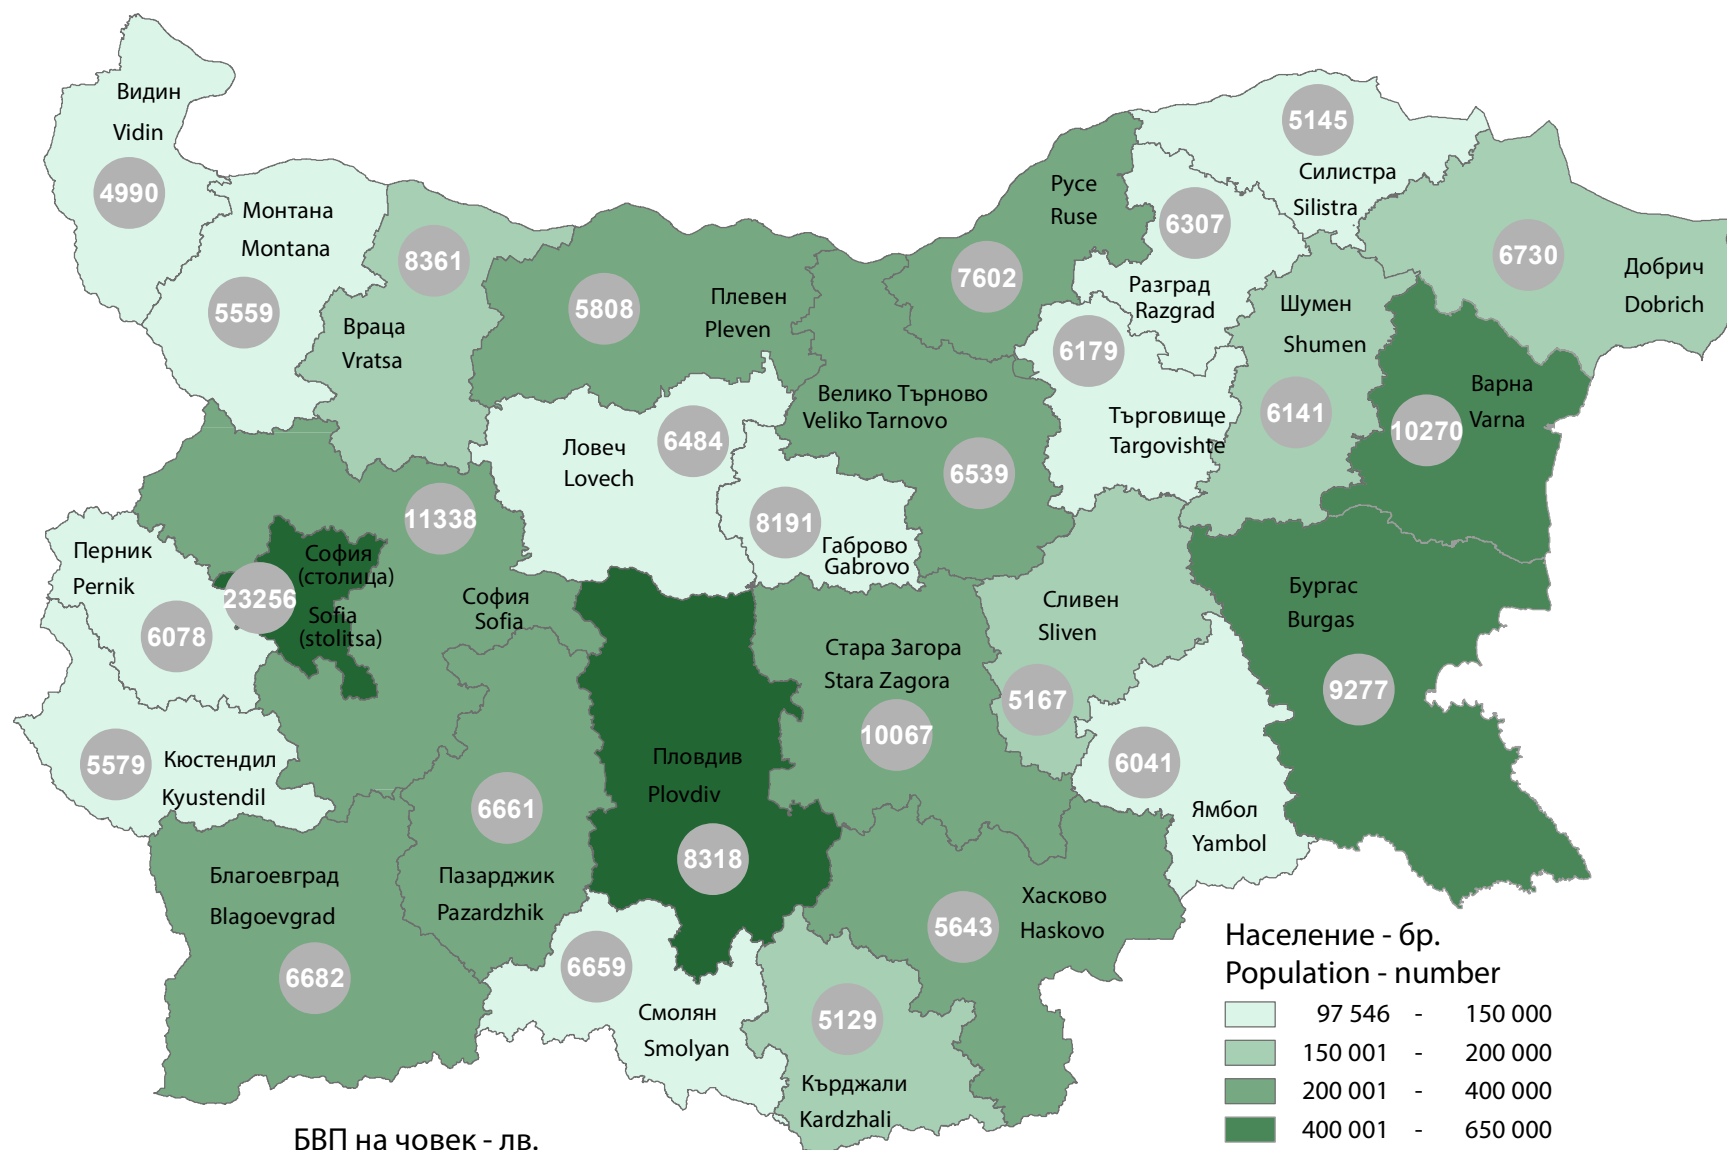 Видин
Vidin
4990
Монтана
Montana
5559
8361
Враца
Vratsa
5808
Плевен
Pleven
Русе
Ruse
7602
5145
Силистра
Silistra
6307
Разград
Razgrad
6730
Добрич
Dobrich
6179
Търговище
Targovishte
Шумен
Shumen
6141
Варна
10270
Varna
Велико Търново
Veliko Tarnovo
6539
Ловеч
6484
Lovech
8191
Габрово
Gabrovo
11338
София
Sofia
София
(столица)
23256
Sofia
(stolitsa)
Перник
Pernik
6078
5579
Кюстендил
Kyustendil
Благоевград
Blagoevgrad
6682
6661
Пазарджик
Pazardzhik
Пловдив
Plovdiv
8318
Стара Загора
Stara Zagora
10067
Сливен
Sliven
5167
Бургас
Burgas
9277
6041
Ямбол
Yambol
Хасково
5643
Haskovo
6659
Смолян
Smolyan
5129
Кърджали
Kardzhali
Население - бр.
Population - number
97 546 - 150 000
150 001 - 200 000
200 001 - 400 000
400 001 - 650 000
БВП на човек - лв.